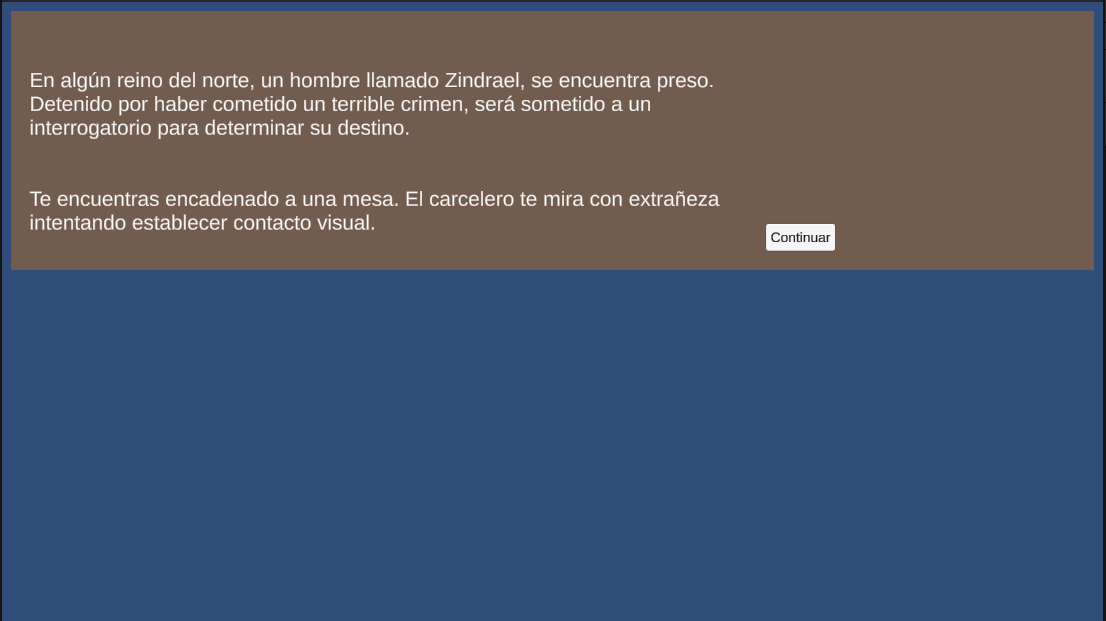 En algún reino del norte, un hombre llamado Zindrael, se encuentra preso.
Detenido por haber cometido un terrible crimen, será sometido a un
interrogatorio para determinar su destino.
Te encuentras encadenado a una mesa. El carcelero te mira con extrañeza
intentando establecer contacto visual.
Continuar